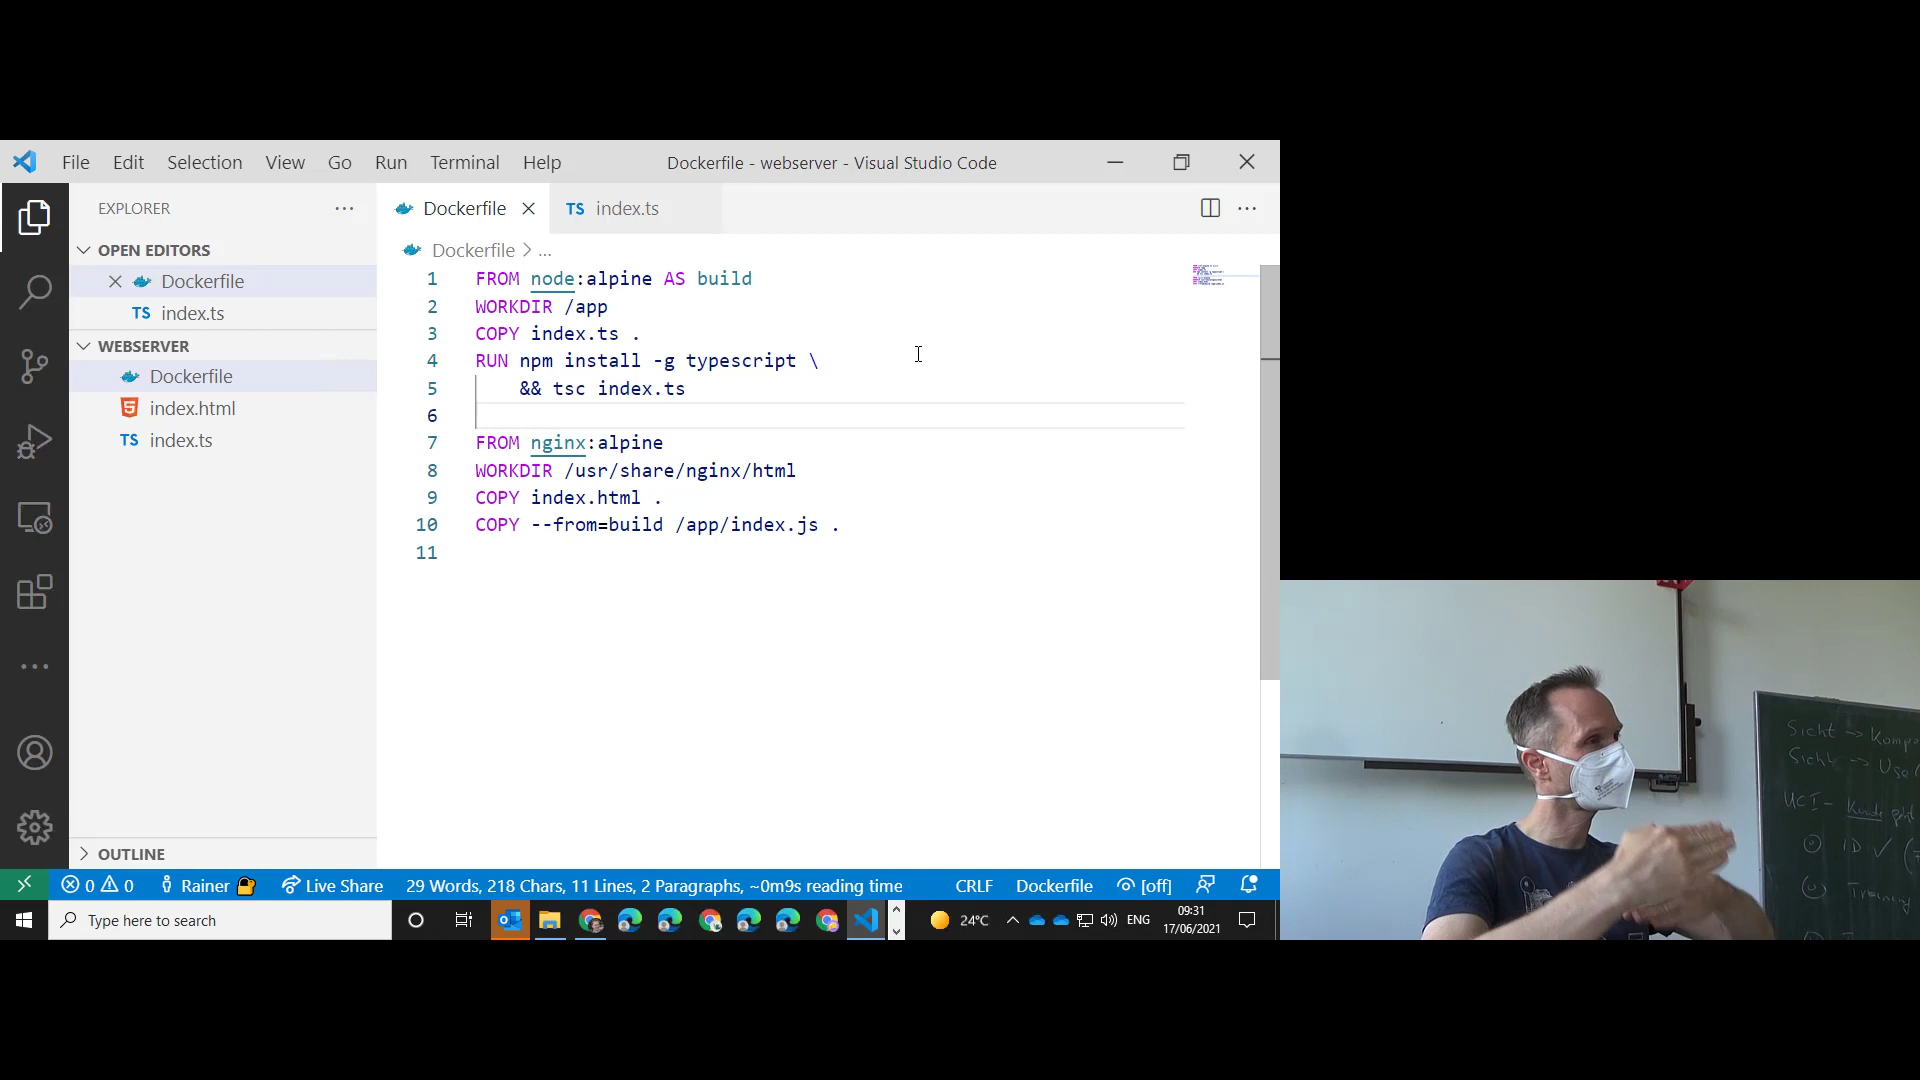 File Edit Selection View Go Run Terminal Help
Dockerfile - webserver - Visual Studio Code
EXPLORER
OPEN EDITORS
Dockerfile
TS index.ts
WEBSERVER
Dockerfile
index.html
TS index.ts
OUTLINE
Dockerfile
TS index.ts
Dockerfile > ...
1 FROM node:alpine AS build
2 WORKDIR /app
3 COPY index.ts .
4 RUN npm install -g typescript \
5 && tsc index.ts
6
7 FROM nginx:alpine
8 WORKDIR /usr/share/nginx/html
9 COPY index.html .
10 COPY --from=build /app/index.js .
11
0 0 Rainer Live Share 29 Words, 218 Chars, 11 Lines, 2 Paragraphs, ~0m9s reading time CRLF Dockerfile [off]
Type here to search
24°C
ENG
09:31
17/06/2021
Sicht →
Sicht → Use
UCI -
ID ✓
Training